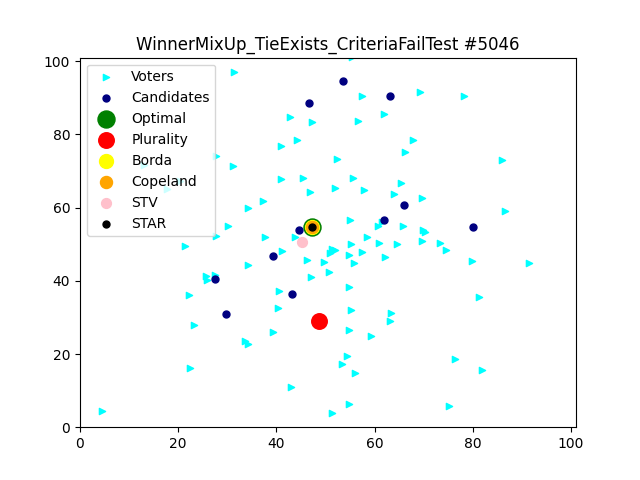 WinnerMixUp_TieExists_CriteriaFailTest #5046
100
80
60
40
20
0
Voters
Candidates
Optimal
Plurality
Borda
Copeland
STV
STAR
0 20 40 60 80 100